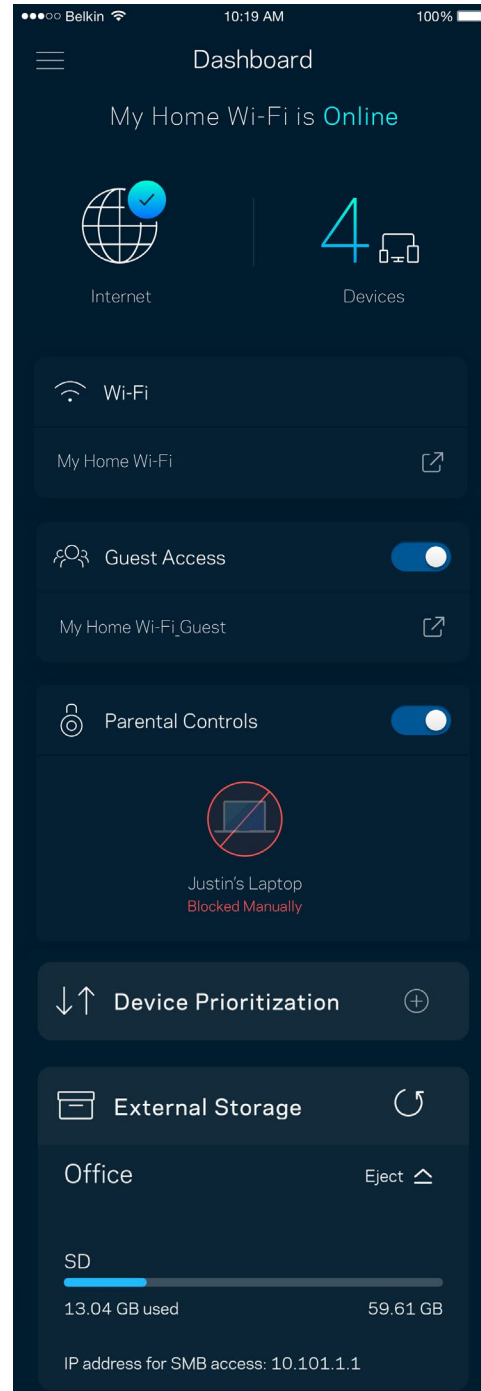 Belkin 10:19 AM 100%
Dashboard
My Home Wi-Fi is Online
4
Internet Devices
Wi-Fi
My Home Wi-Fi
Guest Access
My Home Wi-Fi_Guest
Parental Controls
Justin's Laptop
Blocked Manually
Device Prioritization
External Storage
Office Eject
SD
13.04 GB used 59.61 GB
IP address for SMB access: 10.101.1.1